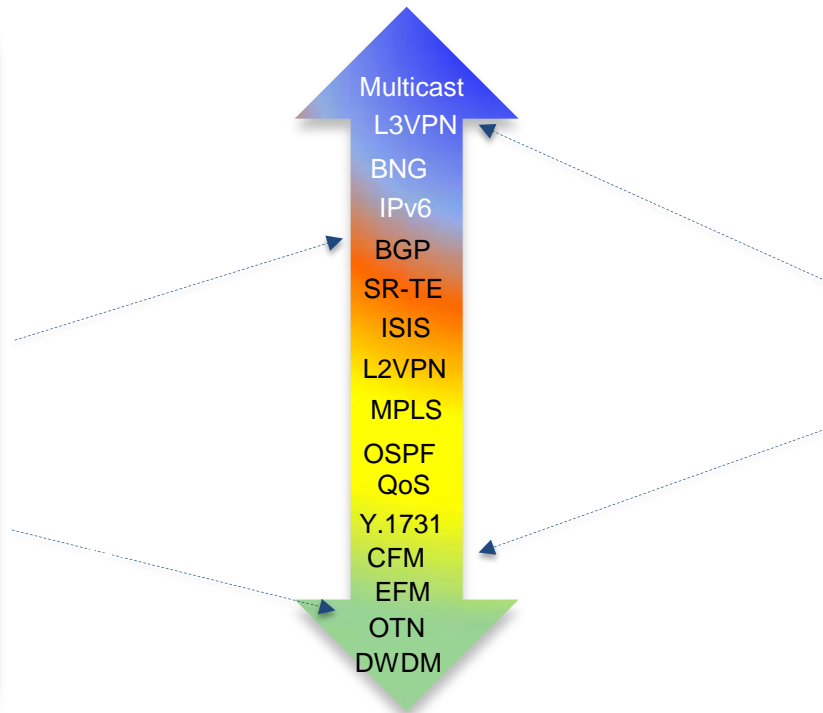 Multicast
L3VPN
BNG
IPv6
BGP
SR-TE
ISIS
L2VPN
MPLS
OSPF
QoS
Y.1731
CFM
EFM
OTN
DWDM